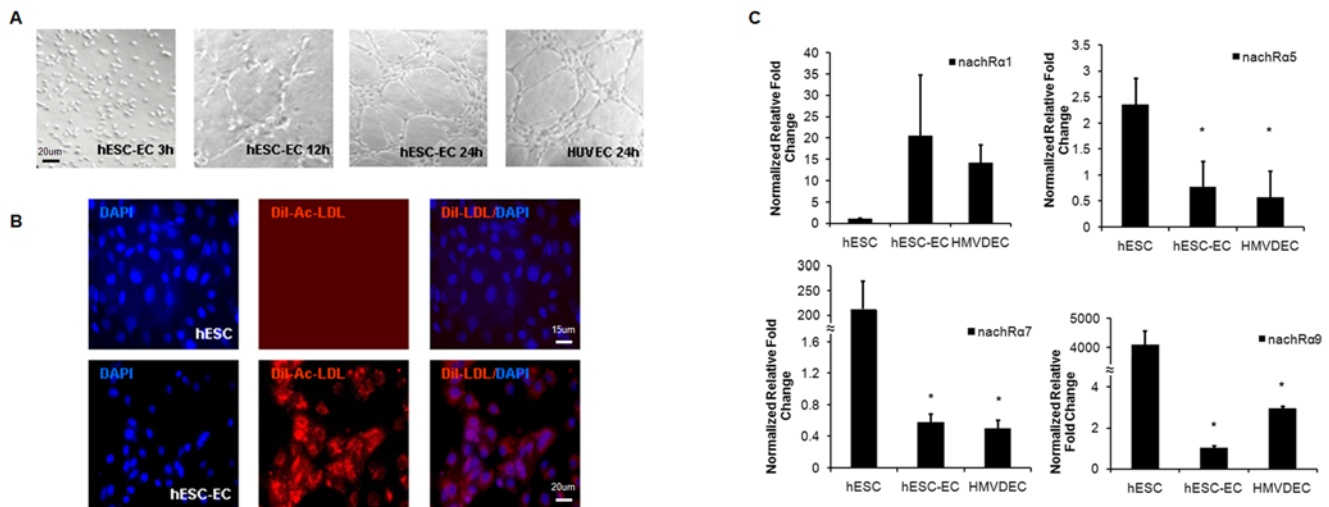 A
hESC-EC 3h
20um
hESC-EC 12h
hESC-EC 24h
HUVEC 24h
B
DAPI
hESC
Dil-Ac-LDL
Dil-LDL/DAPI
15um
DAPI
hESC-EC
Dil-Ac-LDL
Dil-LDL/DAPI
20um
C
Normalized Relative Fold
Change
40
35
30
25
20
15
10
5
0
nachRα1
hESC
hESC-EC
HMVDEC
Normalized Relative Fold
Change
3.5
3
2.5
2
1.5
1
0.5
0
nachRα5
*
*
hESC
hESC-EC
HMVDEC
Normalized Relative Fold
Change
300
250
200
1.6
1.2
0.8
0.4
0
nachRα7
*
*
hESC
hESC-EC
HMVDEC
Normalized Relative
Fold Change
5000
4000
4
2
0
nachRα9
*
*
hESC
hESC-EC
HMVDEC